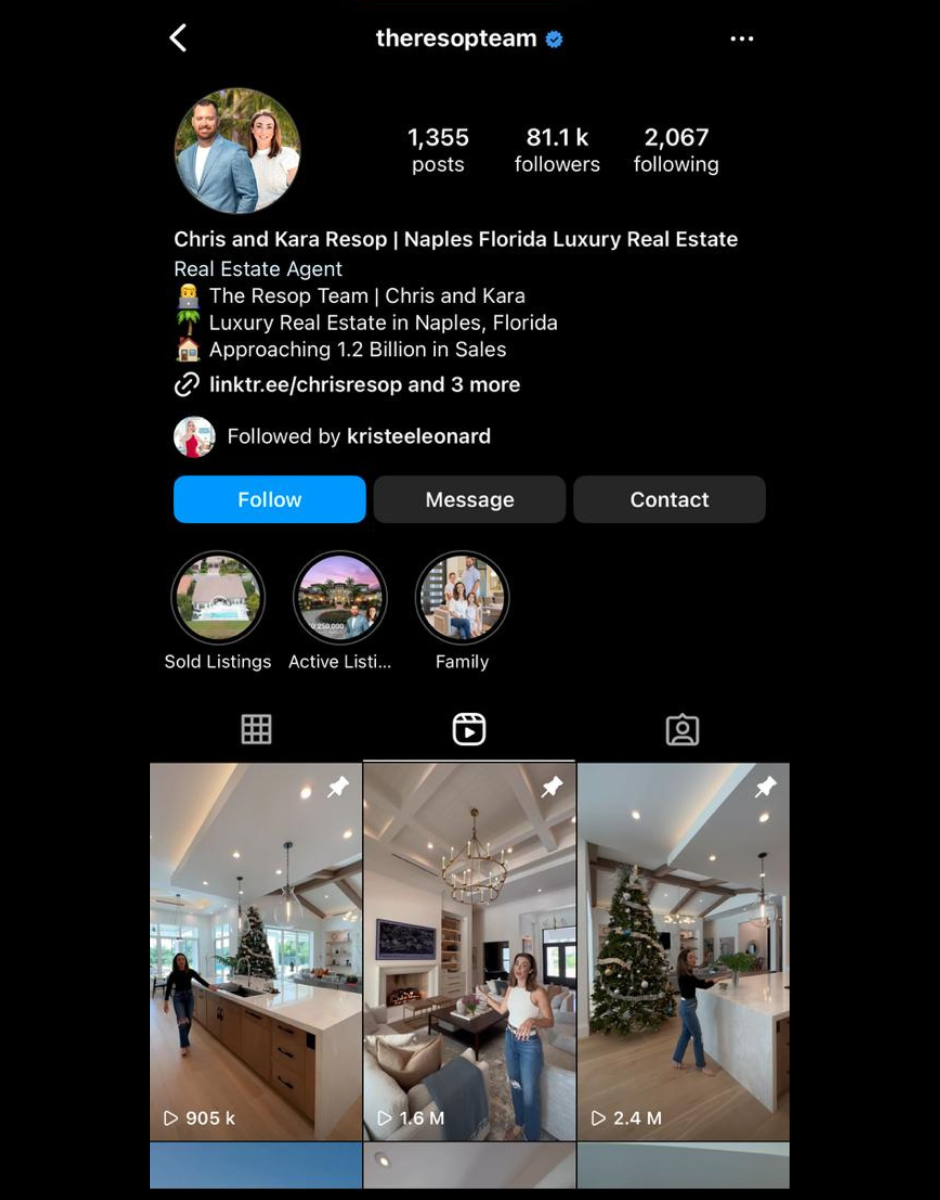 theresopteam
1,355 81.1 k 2,067
posts followers following
Chris and Kara Resop | Naples Florida Luxury Real Estate
Real Estate Agent
The Resop Team | Chris and Kara
Luxury Real Estate in Naples, Florida
Approaching 1.2 Billion in Sales
linktr.ee/chrisresop and 3 more
Followed by kristeeleonard
Follow Message Contact
Sold Listings Active Listi... Family
905 k 1.6 M 2.4 M